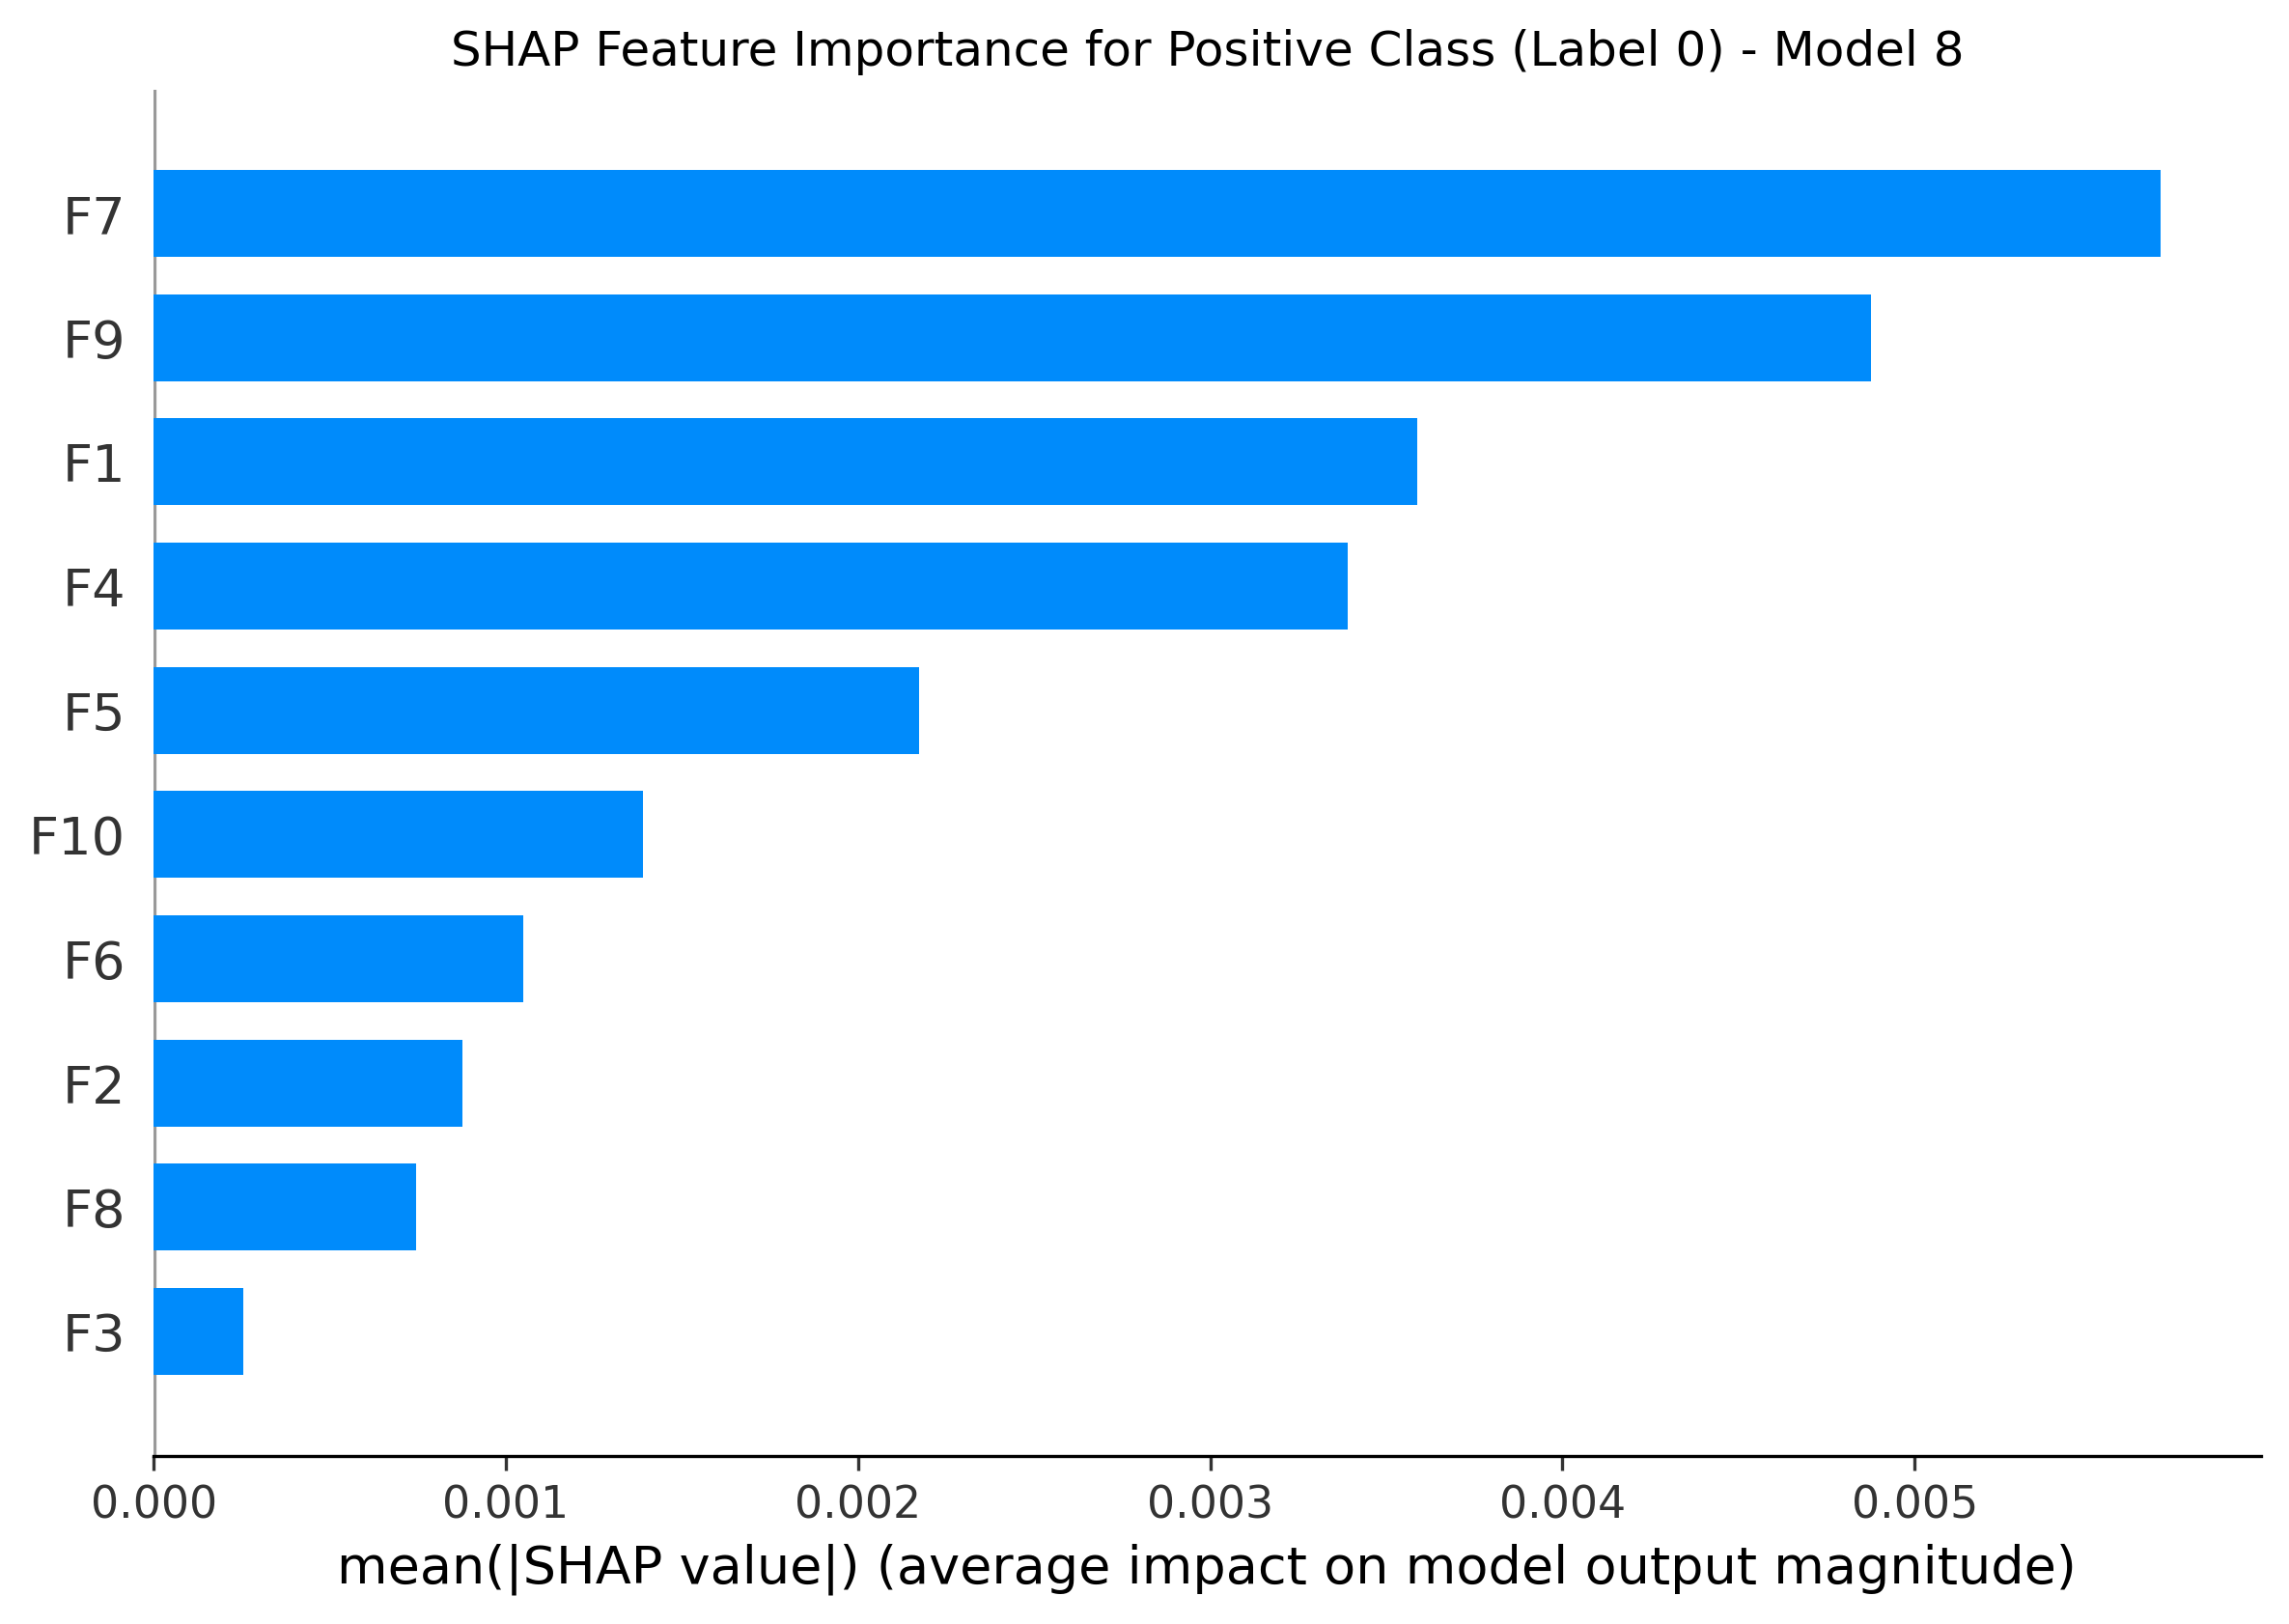 SHAP Feature Importance for Positive Class (Label 0) - Model 8
F7
F9
F1
F4
F5
F10
F6
F2
F8
F3
0.000 0.001 0.002 0.003 0.004 0.005
mean(|SHAP value|) (average impact on model output magnitude)